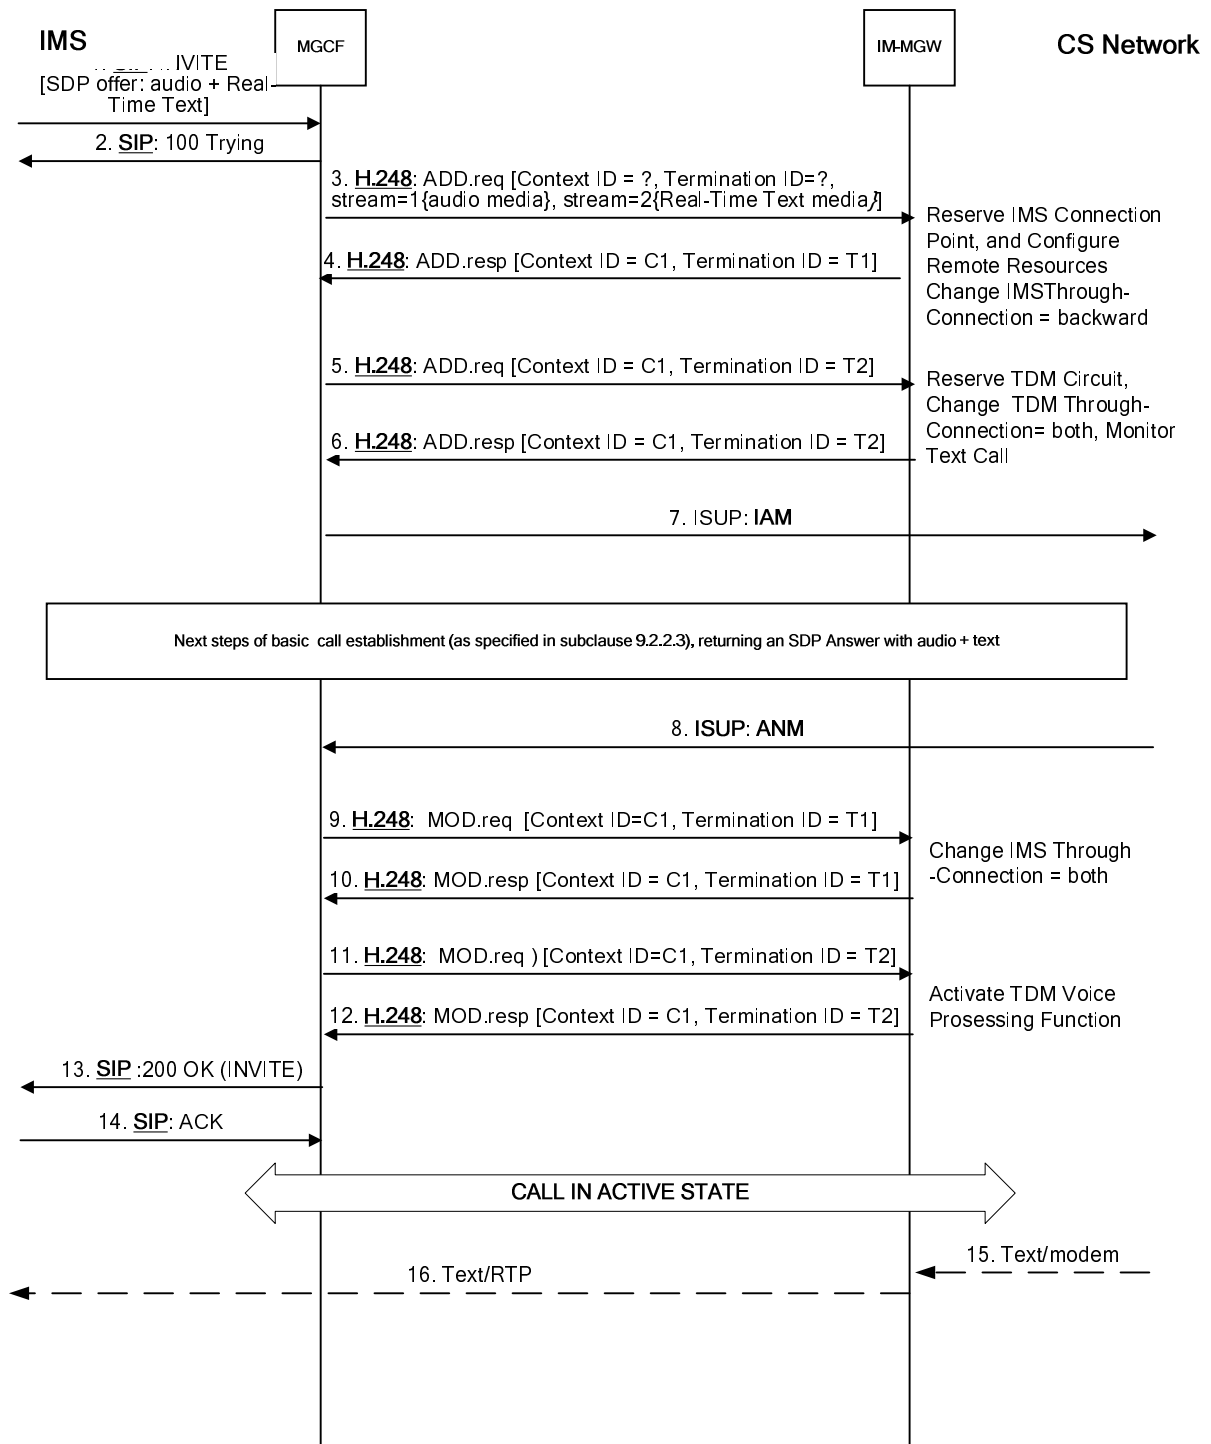 IMS
MGCF
IM-MGW
CS Network
INVITE
[SDP offer: audio + Real-
Time Text]
2. SIP: 100 Trying
3. H.248: ADD.req [Context ID = ?, Termination ID=?,
stream=1{audio media}, stream=2{Real-Time Text media}]
Reserve IMS Connection
Point, and Configure
Remote Resources
Change IMSThrough-
Connection = backward
4. H.248: ADD.resp [Context ID = C1, Termination ID = T1]
5. H.248: ADD.req [Context ID = C1, Termination ID = T2]
Reserve TDM Circuit,
Change TDM Through-
Connection= both, Monitor
Text Call
6. H.248: ADD.resp [Context ID = C1, Termination ID = T2]
7. ISUP: IAM
Next steps of basic call establishment (as specified in subclause 9.2.2.3), returning an SDP Answer with audio + text
8. ISUP: ANM
9. H.248: MOD.req [Context ID=C1, Termination ID = T1]
Change IMS Through
-Connection = both
10. H.248: MOD.resp [Context ID = C1, Termination ID = T1]
11. H.248: MOD.req ) [Context ID=C1, Termination ID = T2]
Activate TDM Voice
Prosessing Function
12. H.248: MOD.resp [Context ID = C1, Termination ID = T2]
13. SIP :200 OK (INVITE)
14. SIP: ACK
CALL IN ACTIVE STATE
15. Text/modem
16. Text/RTP